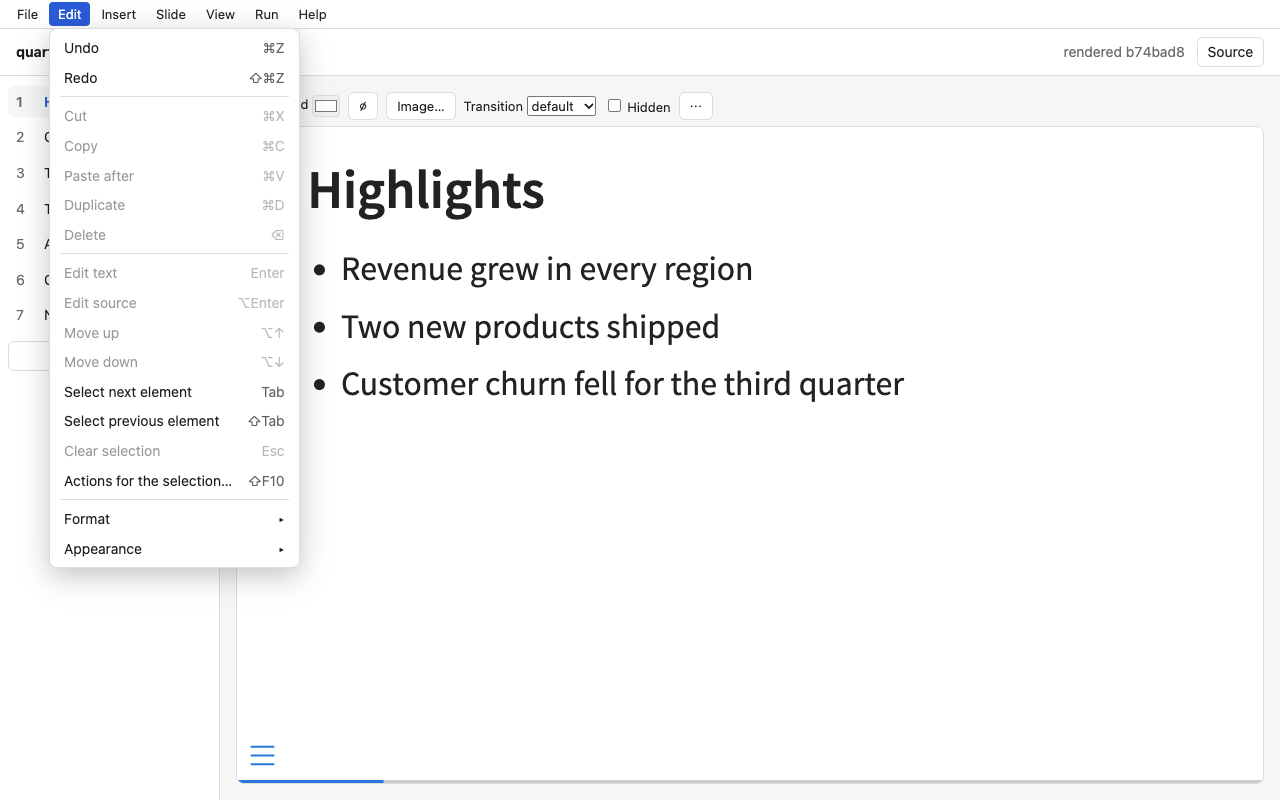 File Edit Insert Slide View Run Help
rendered b74bad8 Source
Undo ⌘Z
Redo ⇧⌘Z
Cut ⌘X
Copy ⌘C
Paste after ⌘V
Duplicate ⌘D
Delete ⌫
Edit text Enter
Edit source ⌥Enter
Move up ⌥↑
Move down ⌥↓
Select next element Tab
Select previous element ⇧Tab
Clear selection Esc
Actions for the selection... ⇧F10
Format ▸
Appearance ▸
1
2
3
4
5
6
7
ø Image... Transition default Hidden ...
Highlights
• Revenue grew in every region
• Two new products shipped
• Customer churn fell for the third quarter